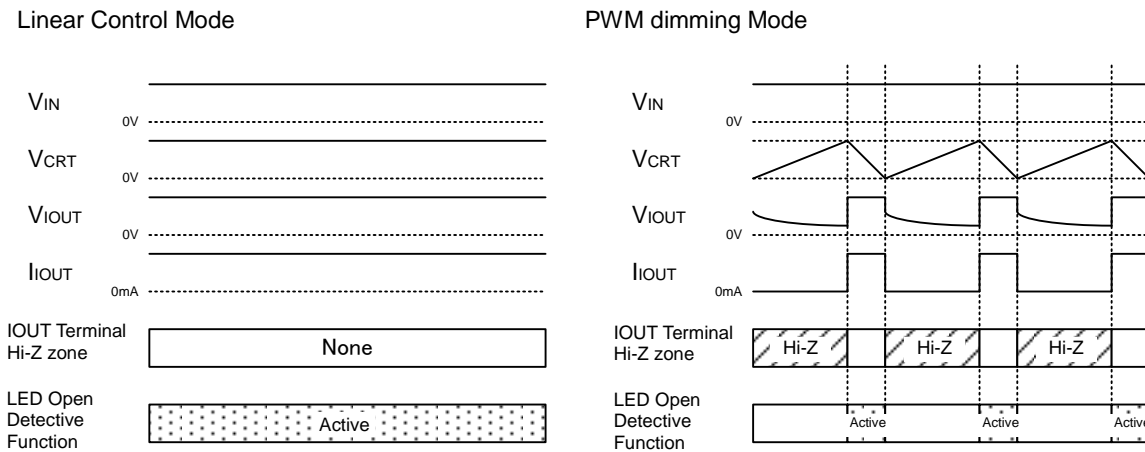 Linear Control Mode
VIN
0V
VCRT
0V
VIOUT
0V
IIOUT
0mA
IOUT Terminal
Hi-Z zone
None
LED Open
Detective
Function
Active
PWM dimming Mode
VIN
0V
VCRT
VIOUT
0V
IIOUT
0mA
IOUT Terminal
Hi-Z zone
Hi-Z
Hi-Z
Hi-Z
LED Open
Detective
Function
Active
Active
Active